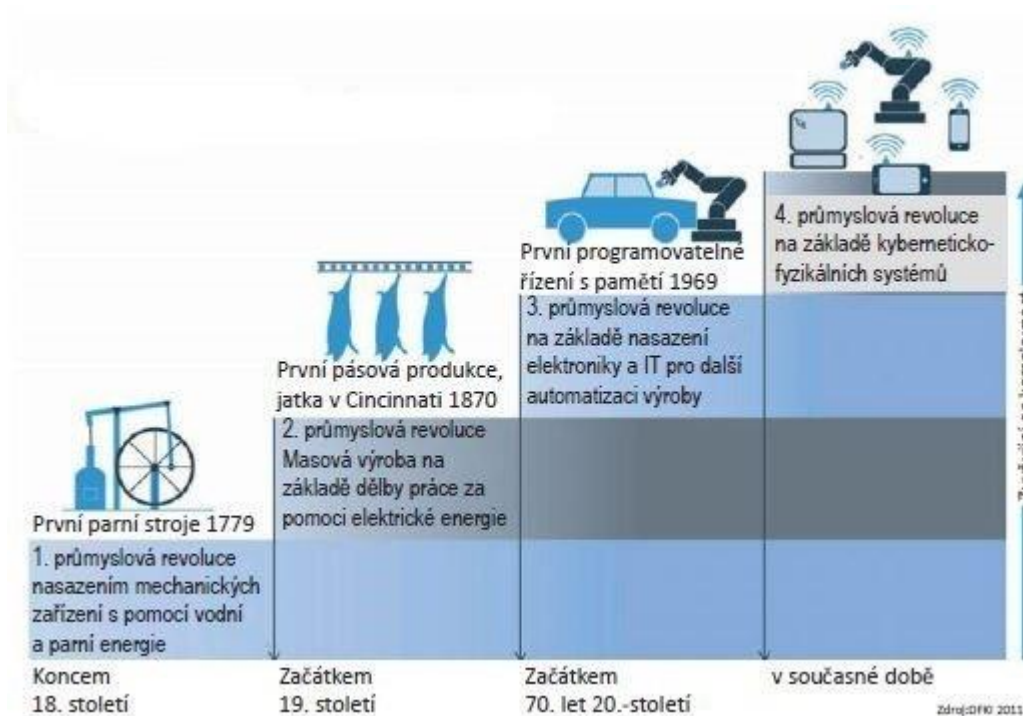 4. průmyslová revoluce
na základě kyberneticko-
fyzikálních systémů
První programovatelné
řízení s pamětí 1969
3. průmyslová revoluce
na základě nasazení
elektroniky a IT pro další
automatizaci výroby
První pásová produkce,
jatka v Cincinnati 1870
2. průmyslová revoluce
Masová výroba na
základě dělby práce za
pomoci elektrické energie
První parní stroje 1779
1. průmyslová revoluce
nasazením mechanických
zařízení s pomocí vodní
a parní energie
Koncem
18. století
Začátkem
19. století
Začátkem
70. let 20.-století
v současné době
Zdroj:DFKI 2011